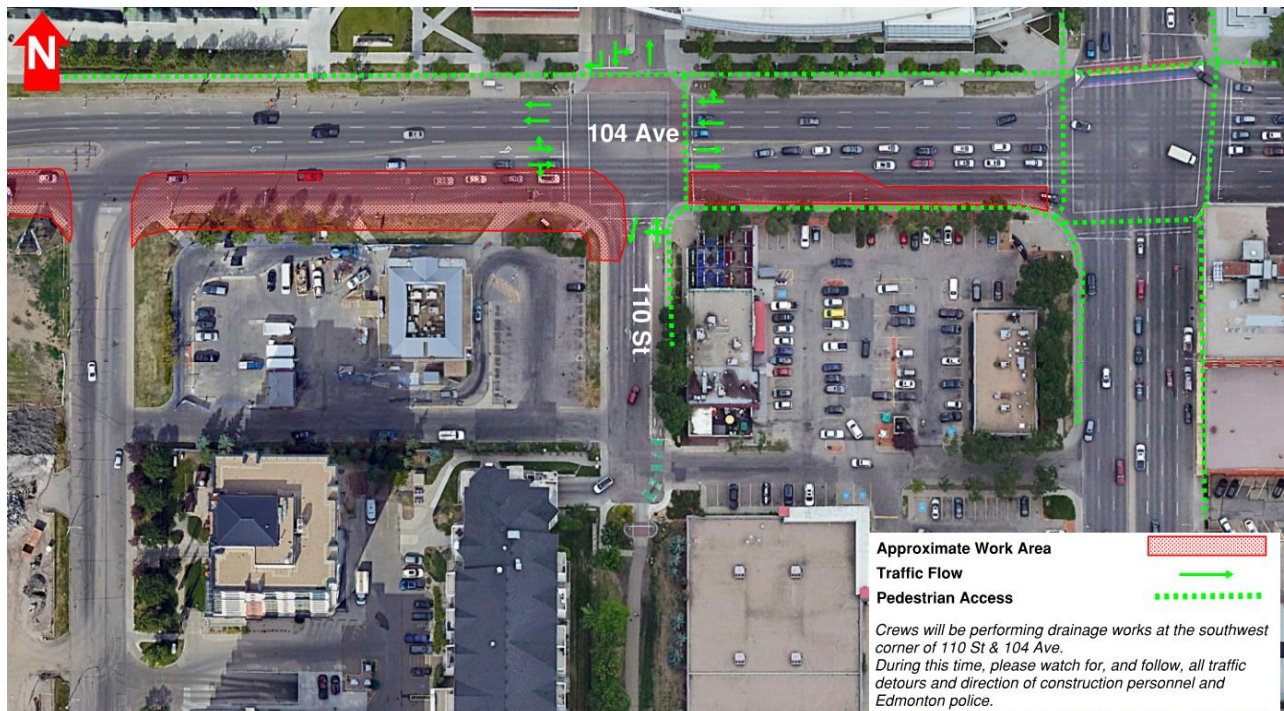 N
104 Ave
110 St
Approximate Work Area
Traffic Flow
Pedestrian Access
Crews will be performing drainage works at the southwest
corner of 110 St & 104 Ave.
During this time, please watch for, and follow, all traffic
detours and direction of construction personnel and
Edmonton police.